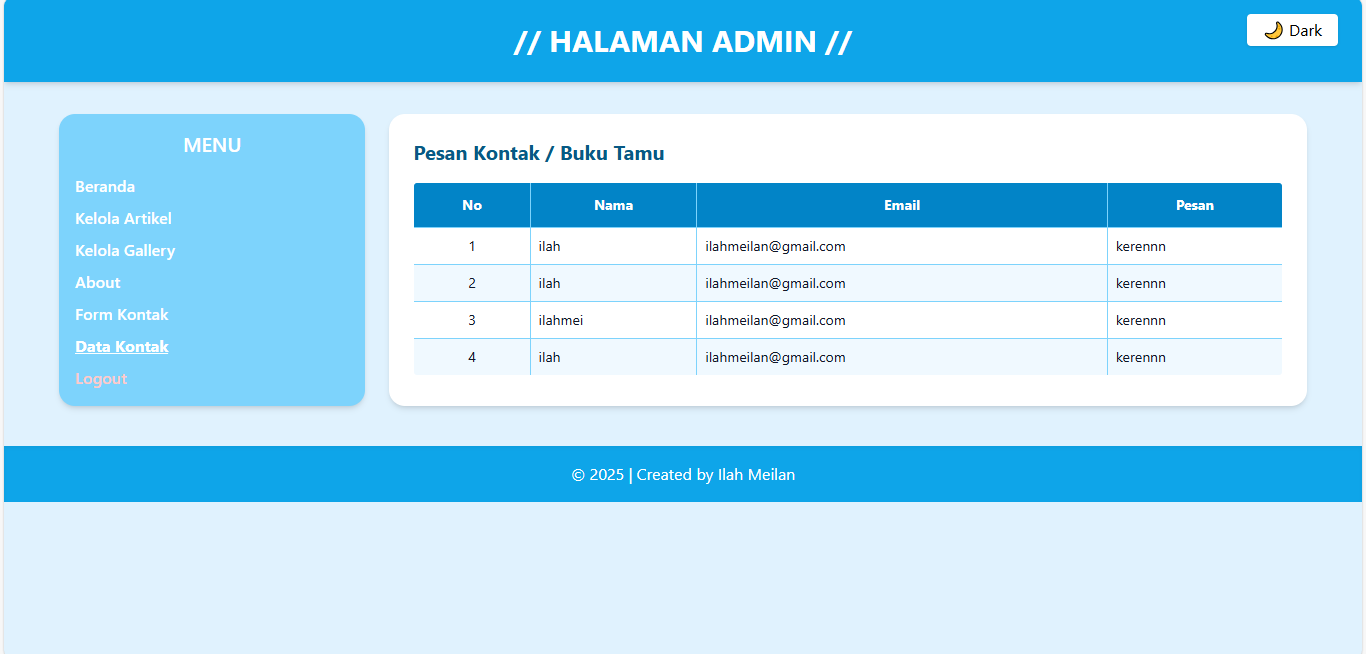 // HALAMAN ADMIN //
🌙 Dark
MENU
Beranda
Kelola Artikel
Kelola Gallery
About
Form Kontak
Data Kontak
Logout
Pesan Kontak / Buku Tamu
No Nama Email Pesan
1 ilah ilahmeilan@gmail.com kerennn
2 ilah ilahmeilan@gmail.com kerennn
3 ilahmei ilahmeilan@gmail.com kerennn
4 ilah ilahmeilan@gmail.com kerennn
© 2025 | Created by Ilah Meilan